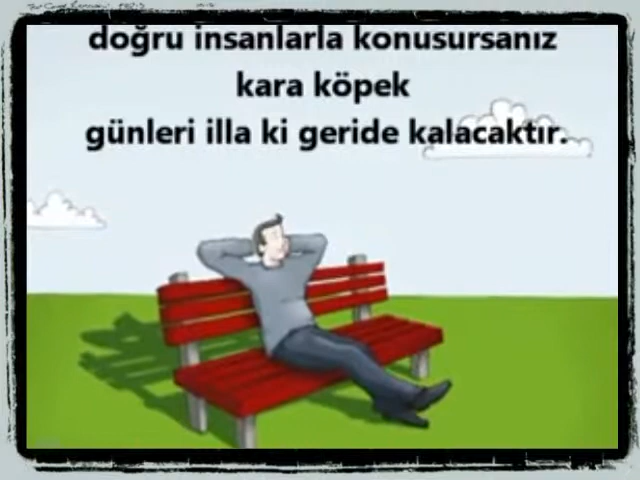 doğru insanlarla konusursanız
kara köpek
günleri illa ki geride kalacaktır.